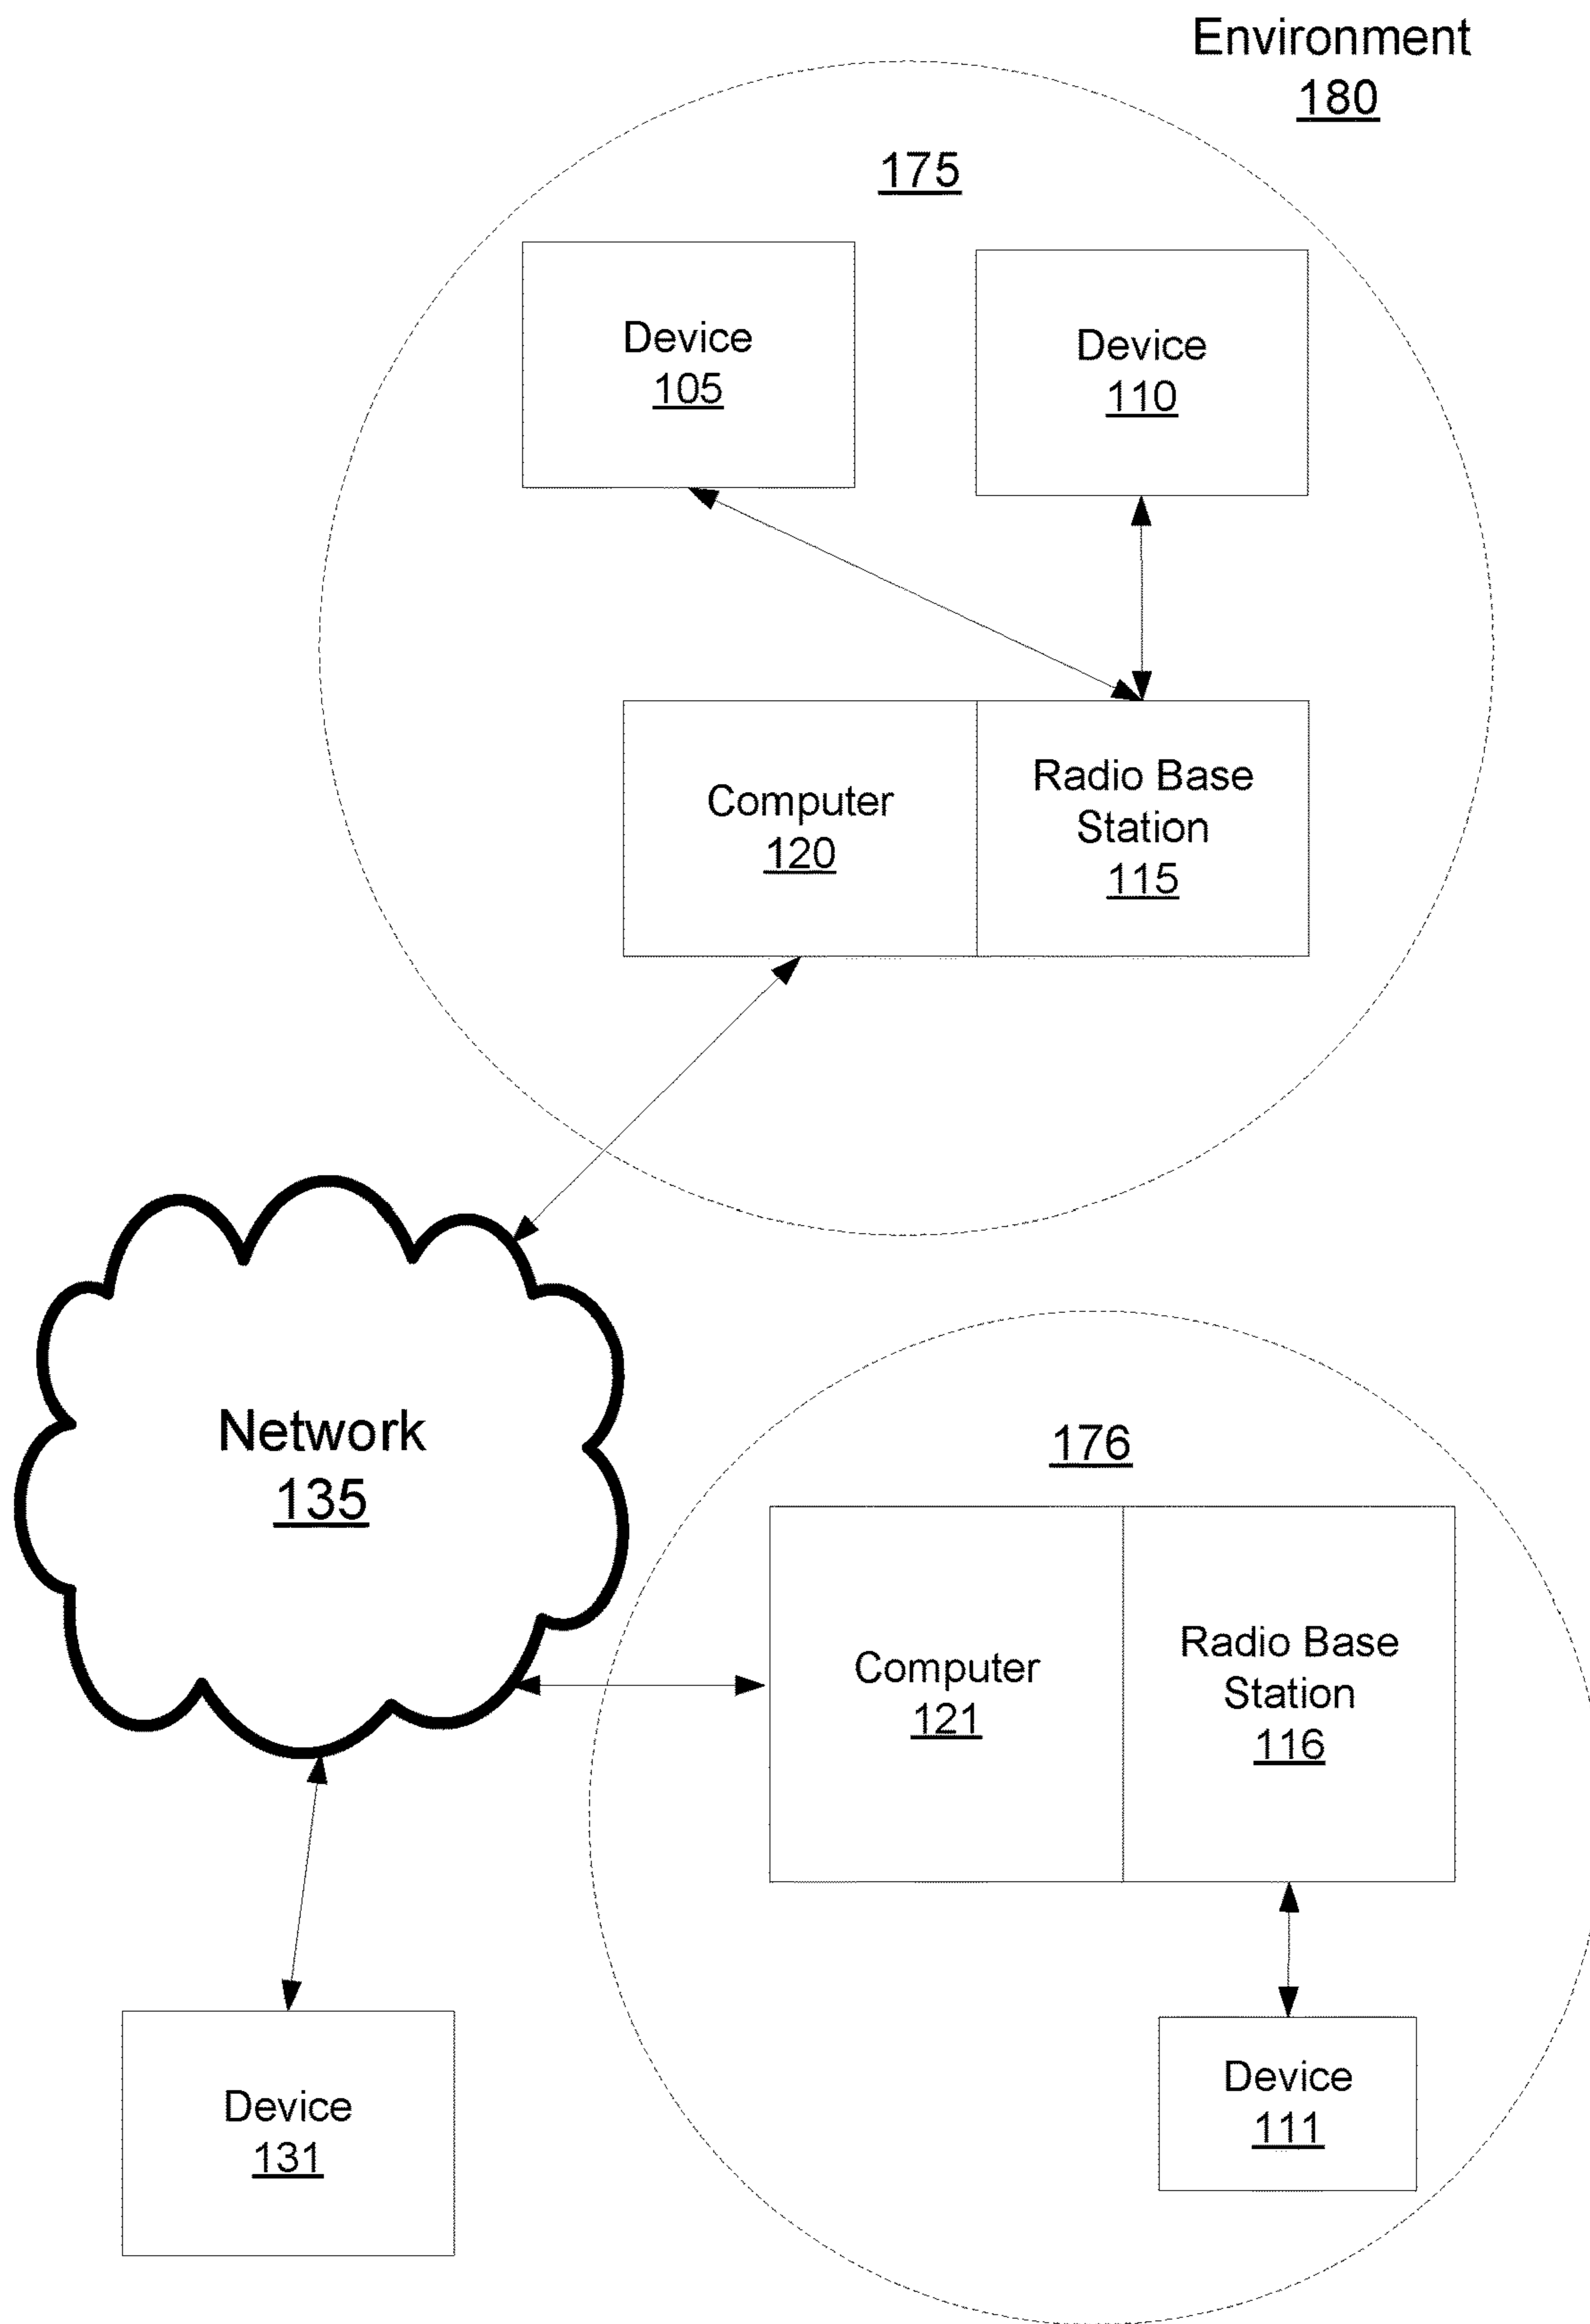 Environment
180
175
Device
105
Device
110
Computer
120
Radio Base
Station
115
Network
135
176
Computer
121
Radio Base
Station
116
Device
131
Device
111